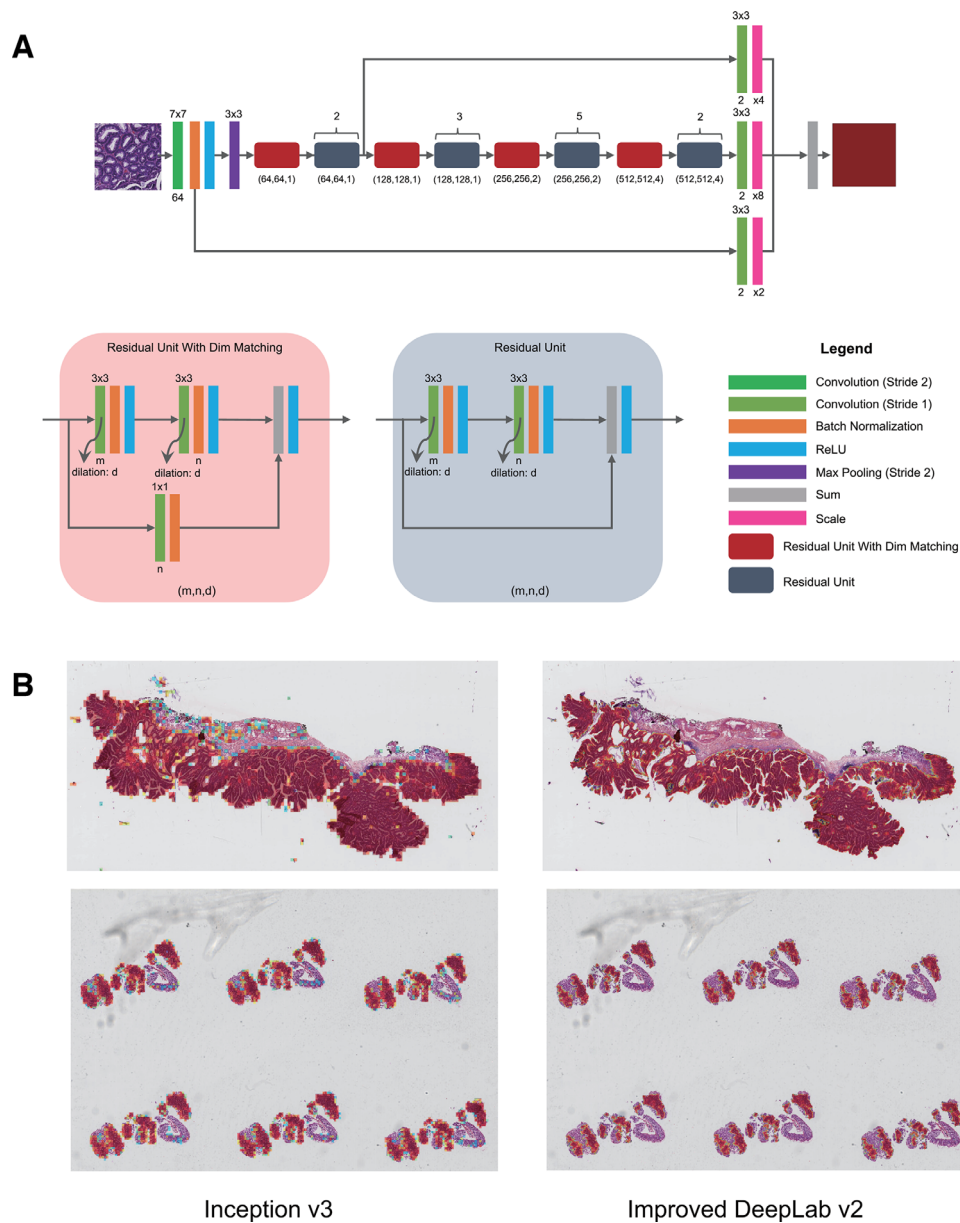 A
7x7
3x3
2
3
5
2
3x3
2
x4
3x3
2
x8
3x3
2
x2
64
(64,64,1)
(64,64,1)
(128,128,1)
(128,128,1)
(256,256,2)
(256,256,2)
(512,512,4)
(512,512,4)
Residual Unit With Dim Matching
3x3
3x3
m
n
dilation: d
dilation: d
1x1
n
(m,n,d)
Residual Unit
3x3
3x3
m
n
dilation: d
dilation: d
(m,n,d)
Legend
Convolution (Stride 2)
Convolution (Stride 1)
Batch Normalization
ReLU
Max Pooling (Stride 2)
Sum
Scale
Residual Unit With Dim Matching
Residual Unit
B
Inception v3
Improved DeepLab v2